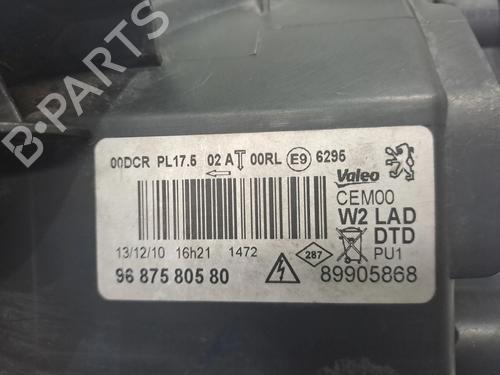 00DCR PL17.5 02 A 00RL E9 6295
Valeo
CEM00
W2 LAD
DTD
PU1
13/12/10 16h21 1472
287
96 875 805 80
89905868
B-PARTS